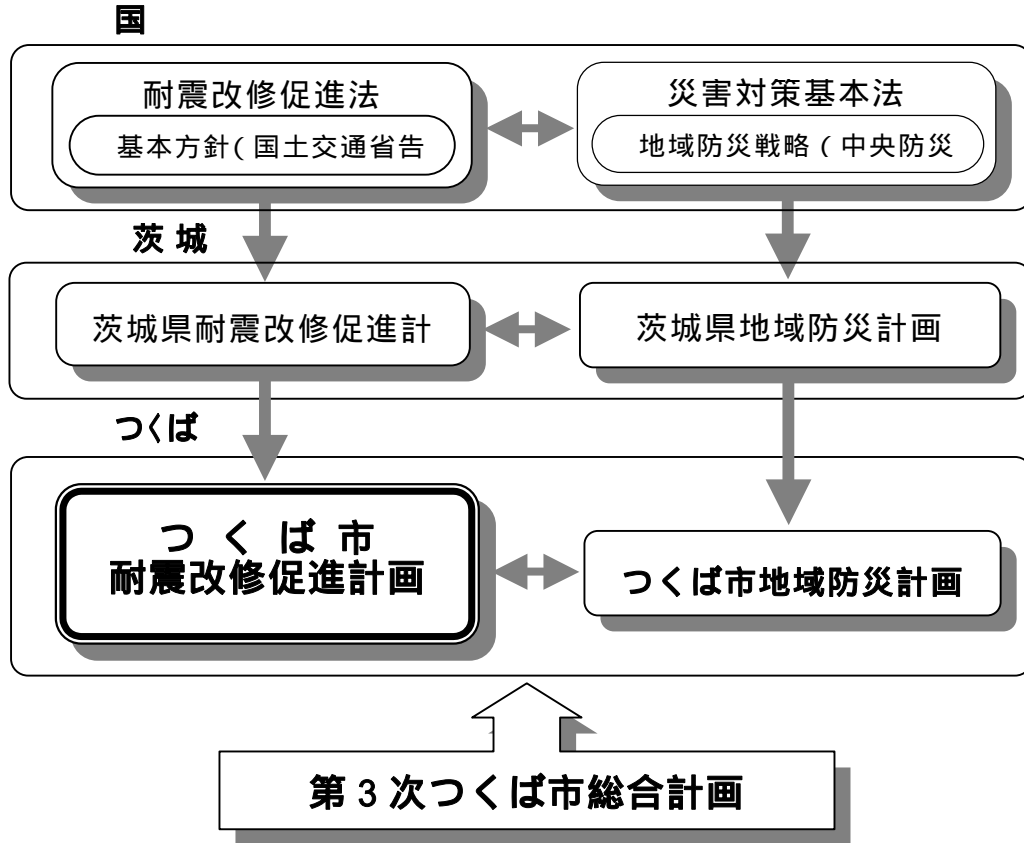 国
耐震改修促進法
基本方針(国土交通省告
災害対策基本法
地域防災戦略(中央防災
茨城
茨城県耐震改修促進計
茨城県地域防災計画
つくば
つくば市
耐震改修促進計画
つくば市地域防災計画
第3次つくば市総合計画